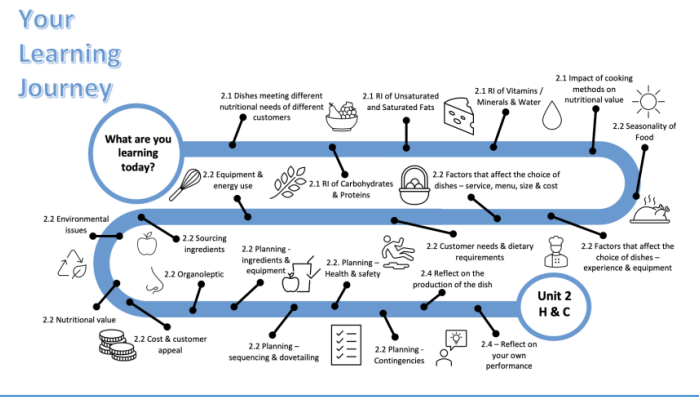 Your
Learning
Journey
What are you
learning
today?
2.1 Dishes meeting different
nutritional needs of different
customers
2.1 RI of Carbohydrates
& Proteins
2.1 RI of Unsaturated
and Saturated Fats
2.1 RI of Vitamins /
Minerals & Water
2.1 Impact of cooking
methods on
nutritional value
2.2 Seasonality of
Food
2.2 Factors that affect the
choice of dishes –
experience & equipment
2.2 Factors that affect the choice of
dishes – service, menu, size & cost
2.2 Customer needs & dietary
requirements
2.2 Equipment &
energy use
2.2 Sourcing
ingredients
2.2 Environmental
issues
2.2 Nutritional value
2.2 Cost & customer
appeal
2.2 Organoleptic
2.2 Planning -
ingredients &
equipment
2.2 Planning –
sequencing & dovetailing
2.2. Planning –
Health & safety
2.2 Planning -
Contingencies
2.4 Reflect on the
production of the dish
2.4 – Reflect on
your own
performance
Unit 2
H & C